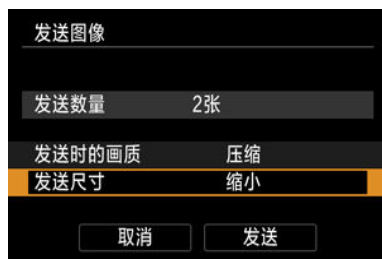 发送图像
发送数量 2张
发送时的画质 压缩
发送尺寸 缩小
取消 发送